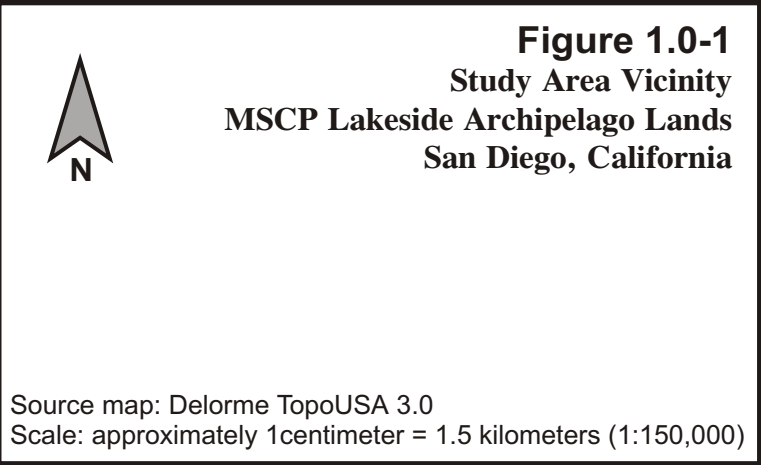 Figure 1.0-1
Study Area Vicinity
MSCP Lakeside Archipelago Lands
San Diego, California
N
Source map: Delorme TopoUSA 3.0
Scale: approximately 1centimeter = 1.5 kilometers (1:150,000)